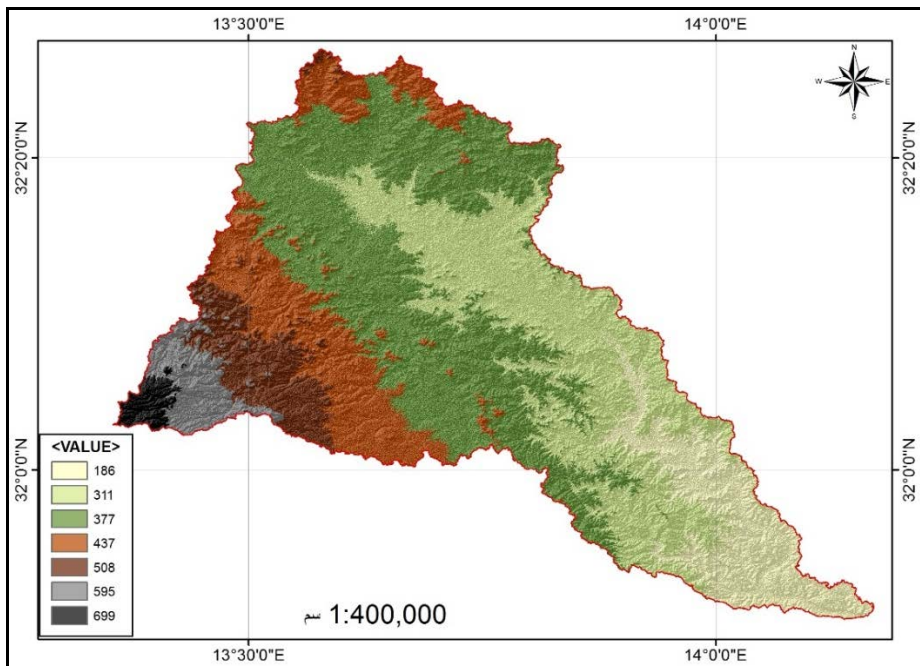 13°30'0"E 14°0'0"E
N
W E
S
32°20'0"N 32°20'0"N
32°0'0"N 32°0'0"N
<VALUE>
186
311
377
437
508
595
699
1:400,000 سم
13°30'0"E 14°0'0"E